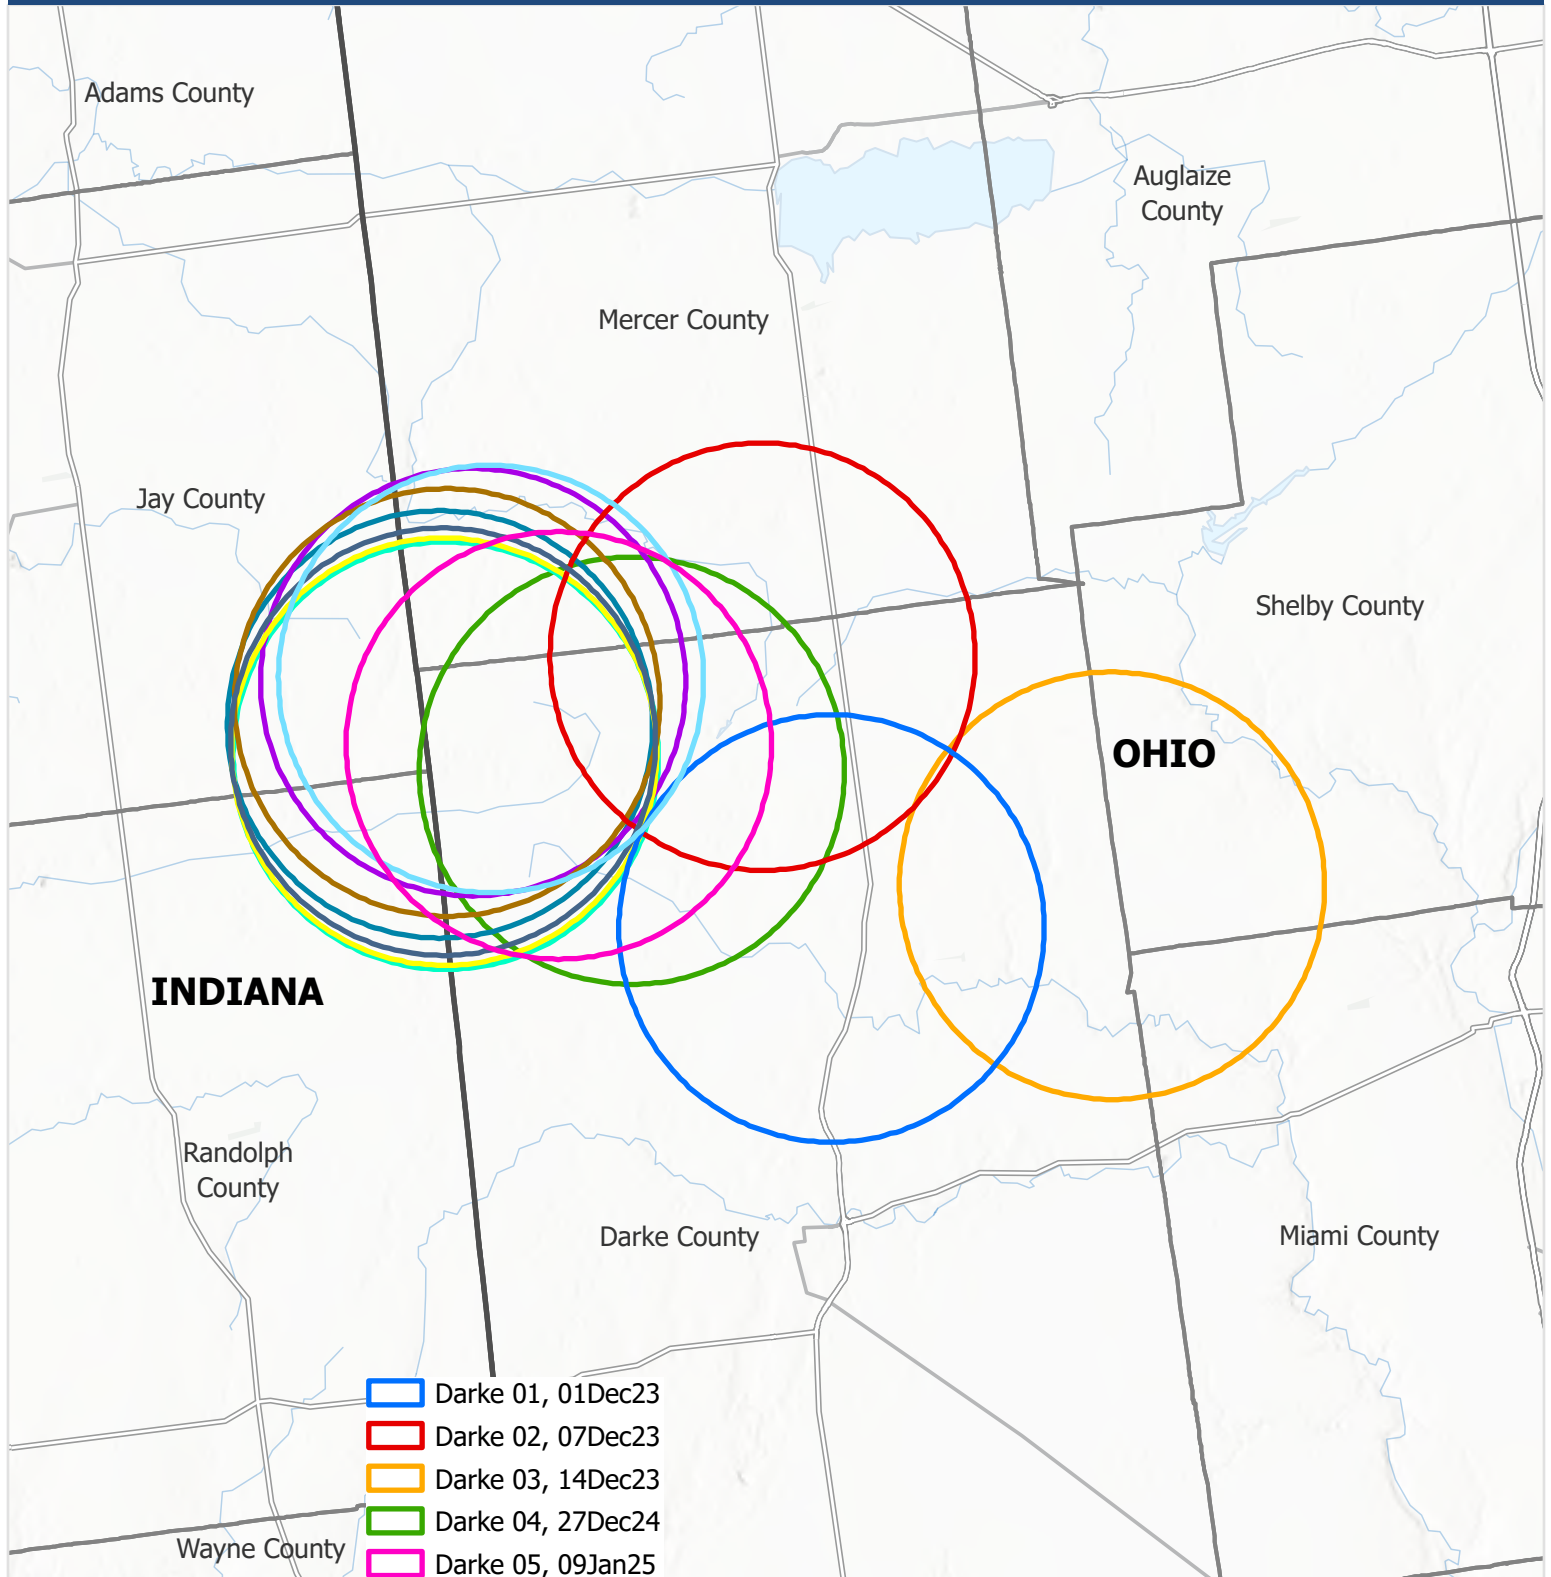 Adams County
Auglaize
County
Mercer County
Jay County
Shelby County
OHIO
INDIANA
Randolph
County
Darke County
Miami County
Wayne County
Darke 01, 01Dec23
Darke 02, 07Dec23
Darke 03, 14Dec23
Darke 04, 27Dec24
Darke 05, 09Jan25